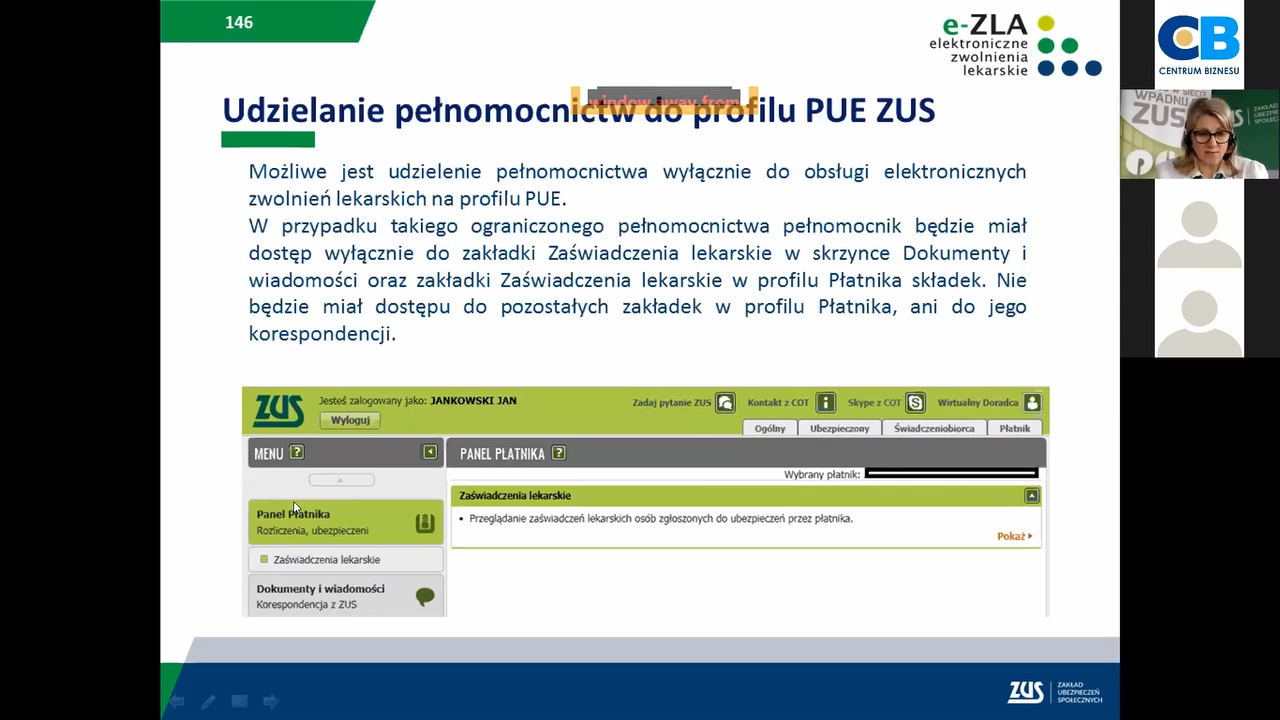 146
e-ZLA
elektroniczne
zwolnienia
lekarskie
Udzielanie pełnomocnictw do profilu PUE ZUS
window away from
Możliwe jest udzielenie pełnomocnictwa wyłącznie do obsługi elektronicznych
zwolnień lekarskich na profilu PUE.
W przypadku takiego ograniczonego pełnomocnictwa pełnomocnik będzie miał
dostęp wyłącznie do zakładki Zaświadczenia lekarskie w skrzynce Dokumenty i
wiadomości oraz zakładki Zaświadczenia lekarskie w profilu Płatnika składek. Nie
będzie miał dostępu do pozostałych zakładek w profilu Płatnika, ani do jego
korespondencji.
ZUS
Jesteś zalogowany jako: JANKOWSKI JAN
Wyloguj
Zadaj pytanie ZUS
Kontakt z COT
Skype z COT
Wirtualny Doradca
Ogólny
Ubezpieczony
Świadczeniobiorca
Płatnik
MENU ?
PANEL PŁATNIKA ?
Wybrany płatnik:
Panel Płatnika
Rozliczenia, ubezpieczeni
Zaświadczenia lekarskie
Dokumenty i wiadomości
Korespondencja z ZUS
Zaświadczenia lekarskie
Przeglądanie zaświadczeń lekarskich osób zgłoszonych do ubezpieczeń przez płatnika.
Pokaż
ZUS
ZAKŁAD
UBEZPIECZEŃ
SPOŁECZNYCH
CB
CENTRUM BIZNESU
WPADNIJ
ZUS